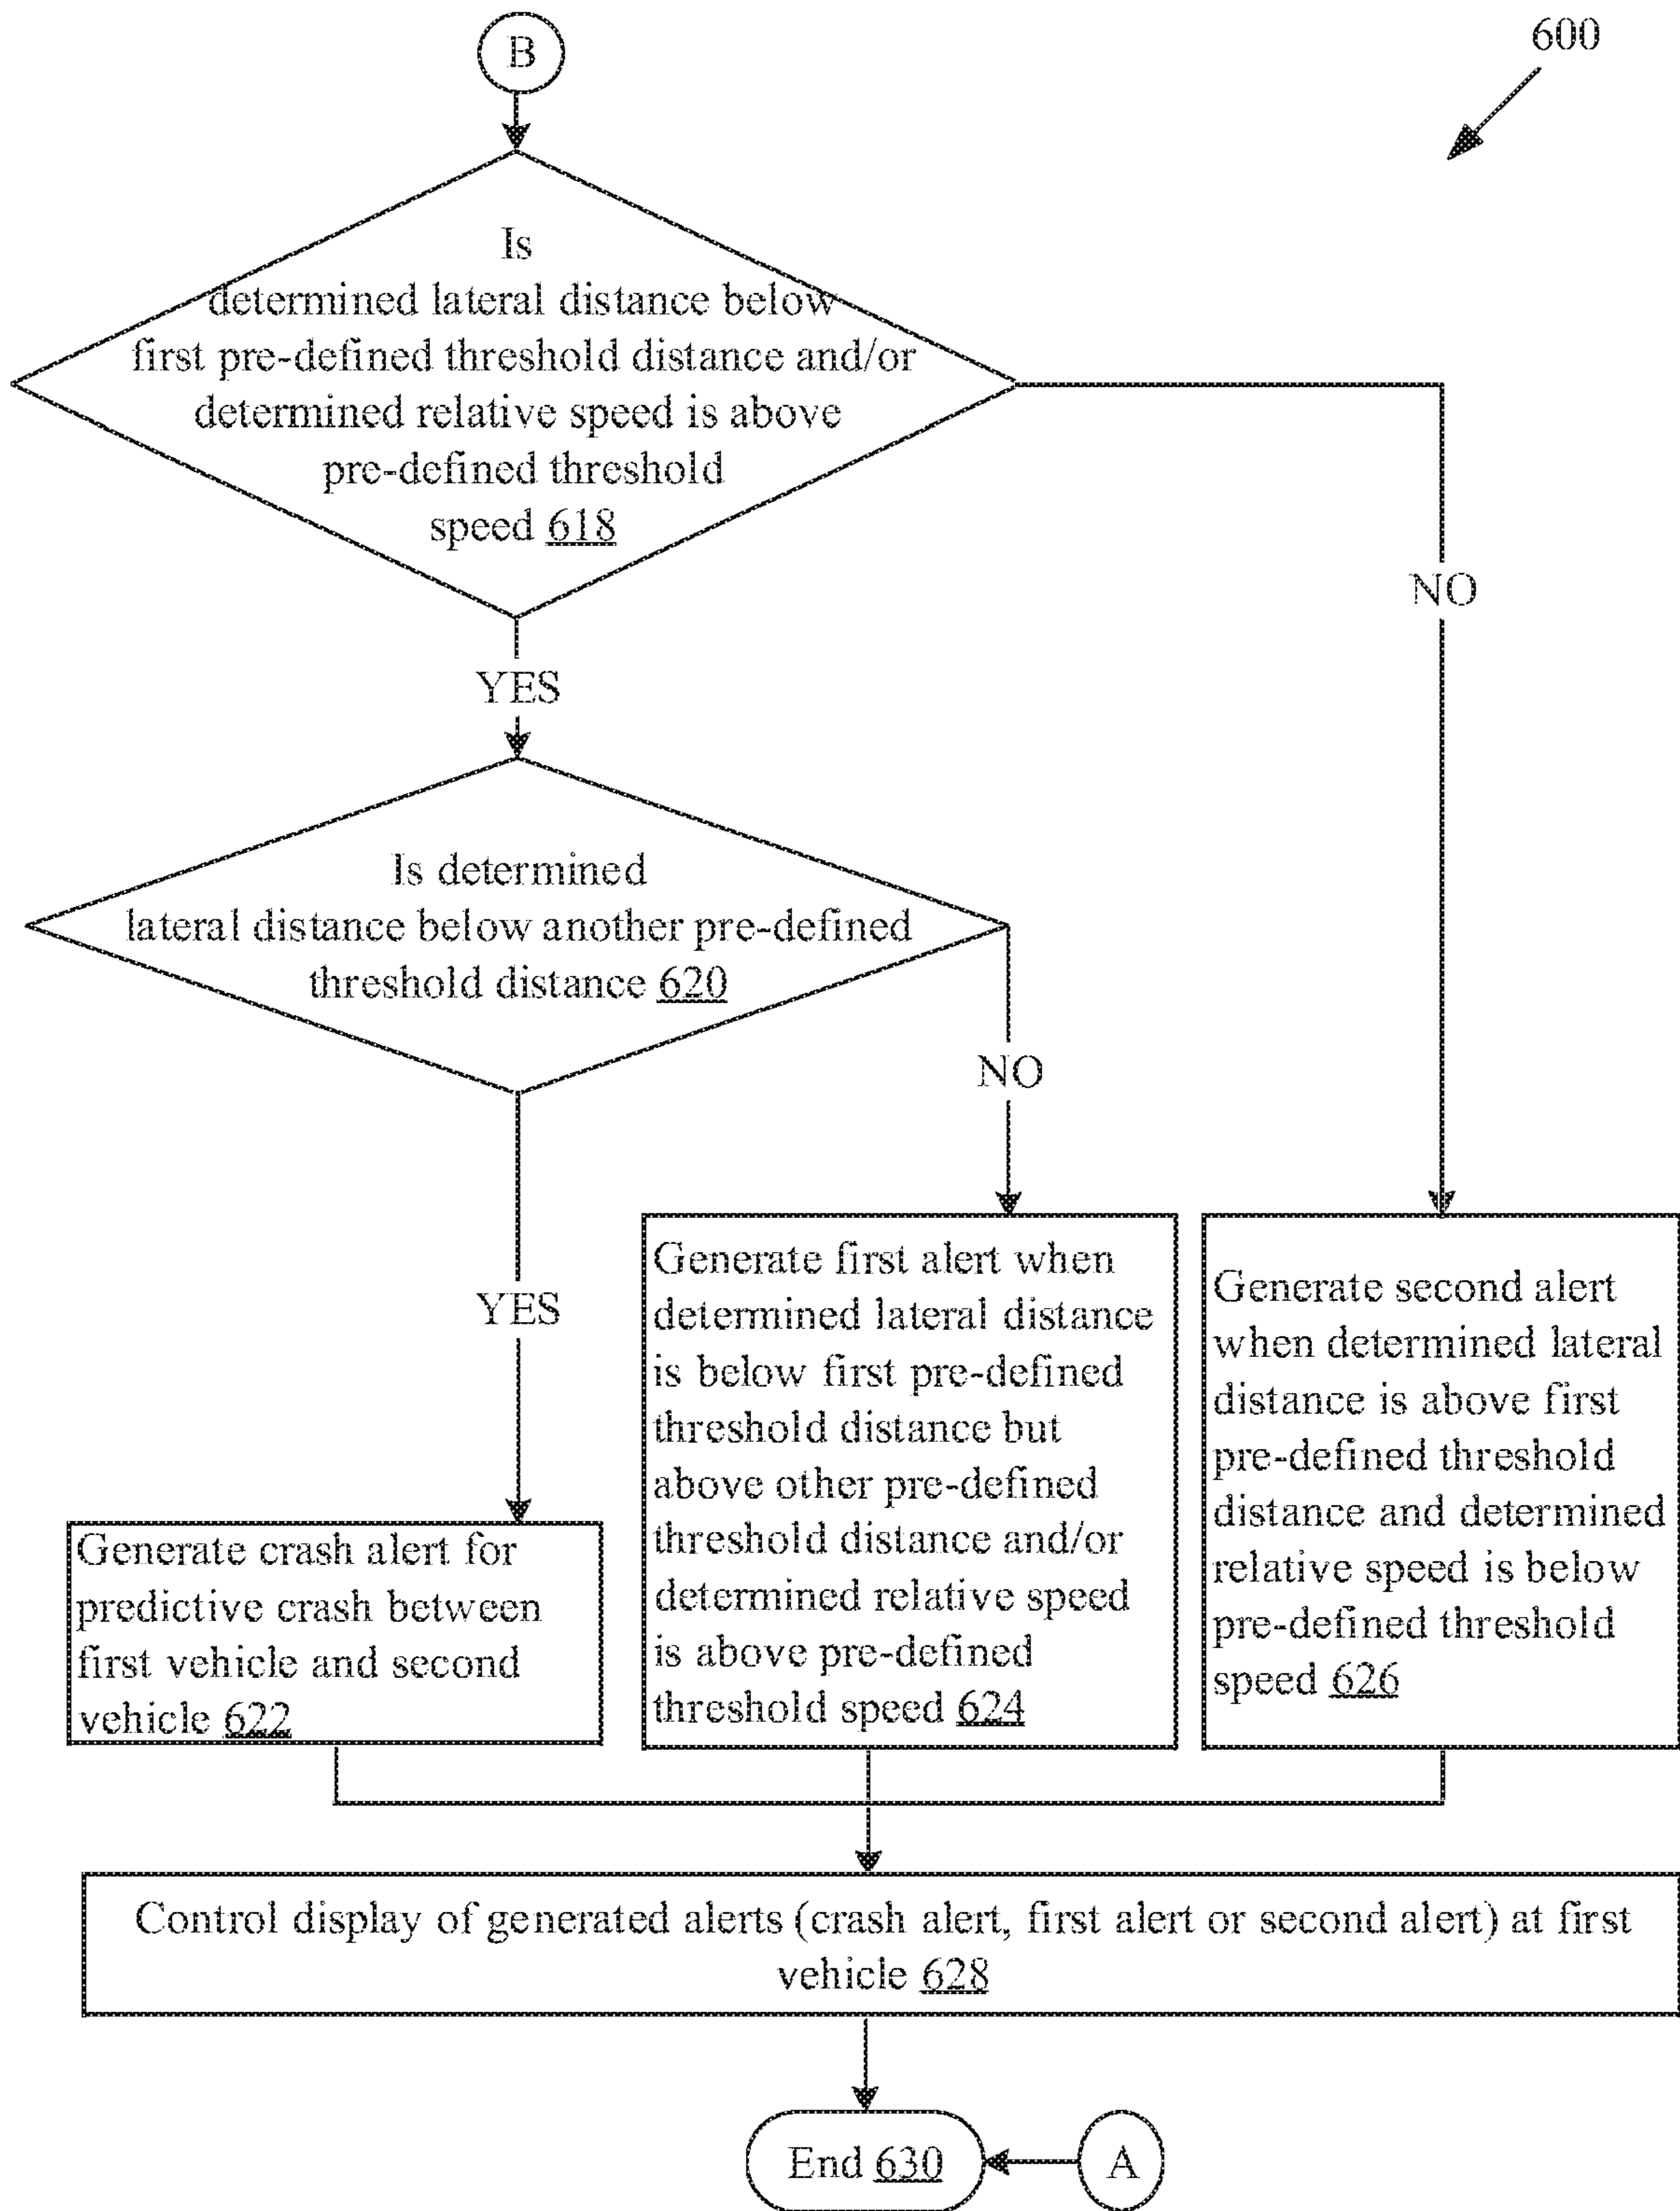 B
600
Is
determined lateral distance below
first pre-defined threshold distance and/or
determined relative speed is above
pre-defined threshold
speed 618
NO
YES
Is determined
lateral distance below another pre-defined
threshold distance 620
NO
YES
Generate crash alert for
predictive crash between
first vehicle and second
vehicle 622
Generate first alert when
determined lateral distance
is below first pre-defined
threshold distance but
above other pre-defined
threshold distance and/or
determined relative speed
is above pre-defined
threshold speed 624
Generate second alert
when determined lateral
distance is above first
pre-defined threshold
distance and determined
relative speed is below
pre-defined threshold
speed 626
Control display of generated alerts (crash alert, first alert or second alert) at first
vehicle 628
End 630
A